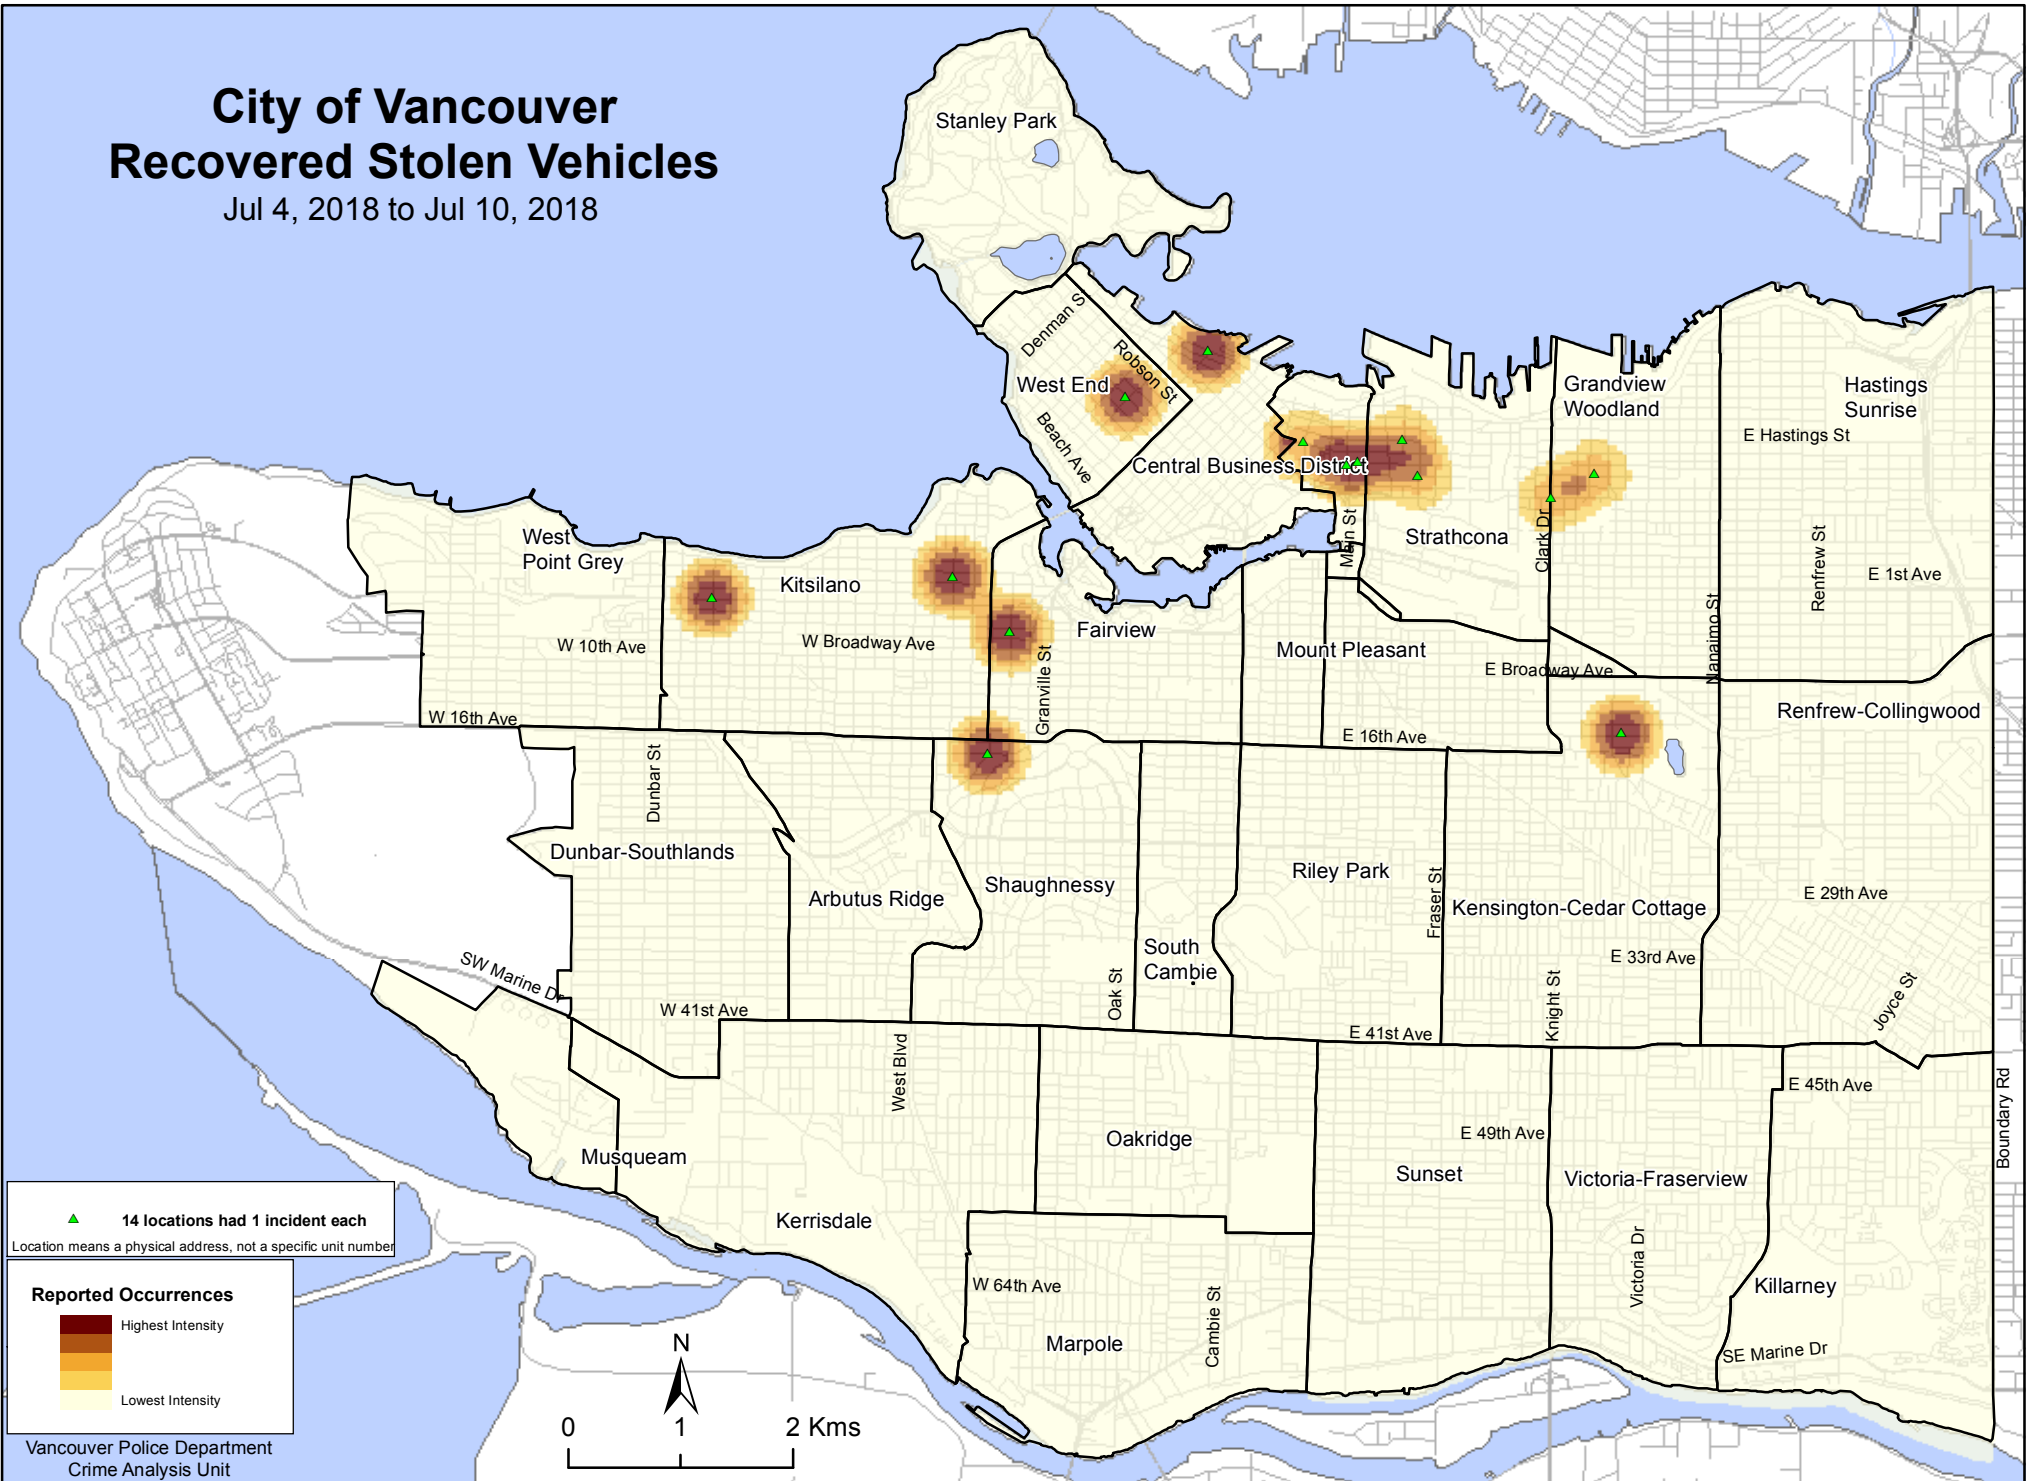 City of Vancouver
Recovered Stolen Vehicles
Jul 4, 2018 to Jul 10, 2018
Stanley Park
Denman S
Robson St
West End
Beach Ave
Central Business District
Grandview
Woodland
Hastings
Sunrise
E Hastings St
Main St
Strathcona
Clark Dr
Renfrew St
E 1st Ave
Nanaimo St
West
Point Grey
Kitsilano
W 10th Ave
W Broadway Ave
Fairview
Granville St
Mount Pleasant
E Broadway Ave
W 16th Ave
E 16th Ave
Renfrew-Collingwood
Dunbar St
Dunbar-Southlands
Arbutus Ridge
Shaughnessy
Riley Park
Fraser St
Kensington-Cedar Cottage
E 29th Ave
South
Cambie
E 33rd Ave
SW Marine Dr
W 41st Ave
Oak St
E 41st Ave
Knight St
Joyce St
West Blvd
E 45th Ave
Boundary Rd
Oakridge
E 49th Ave
Musqueam
Sunset
Victoria-Fraserview
Kerrisdale
Victoria Dr
W 64th Ave
Cambie St
Killarney
Marpole
SE Marine Dr
14 locations had 1 incident each
Location means a physical address, not a specific unit number
Reported Occurrences
Highest Intensity
Lowest Intensity
Vancouver Police Department
Crime Analysis Unit
N
0 1 2 Kms